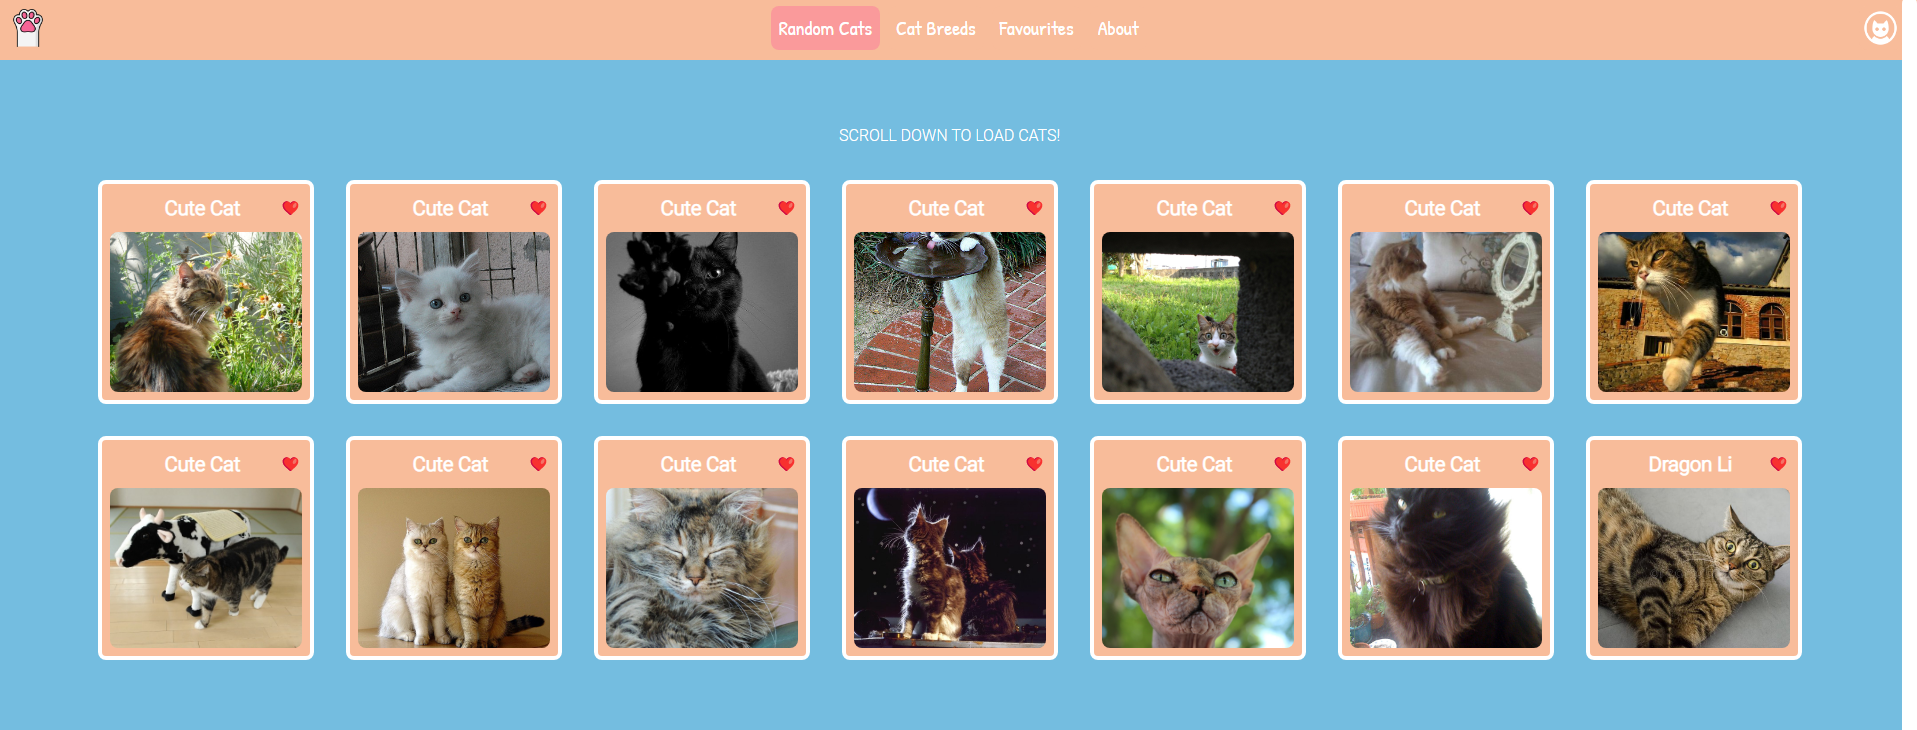 Random Cats Cat Breeds Favourites About
SCROLL DOWN TO LOAD CATS!
Cute Cat Cute Cat Cute Cat Cute Cat Cute Cat Cute Cat Cute Cat
Cute Cat Cute Cat Cute Cat Cute Cat Cute Cat Cute Cat Dragon Li